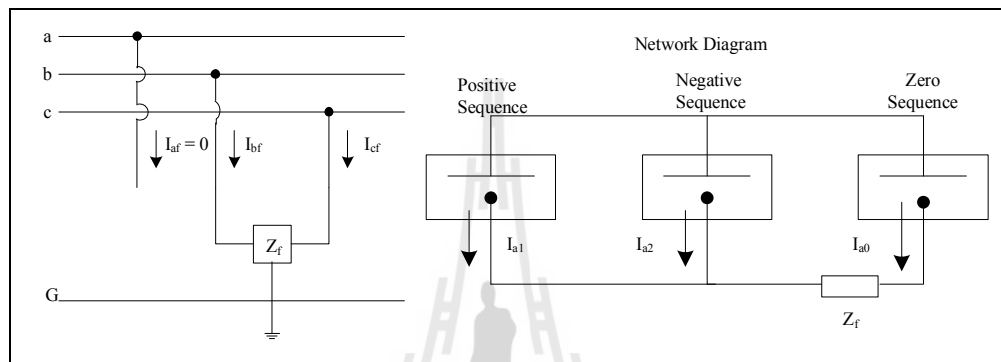 a
b
c
I_af = 0
I_bf
I_cf
Z_f
G
Network Diagram
Positive
Sequence
Negative
Sequence
Zero
Sequence
I_a1
I_a2
I_a0
Z_f